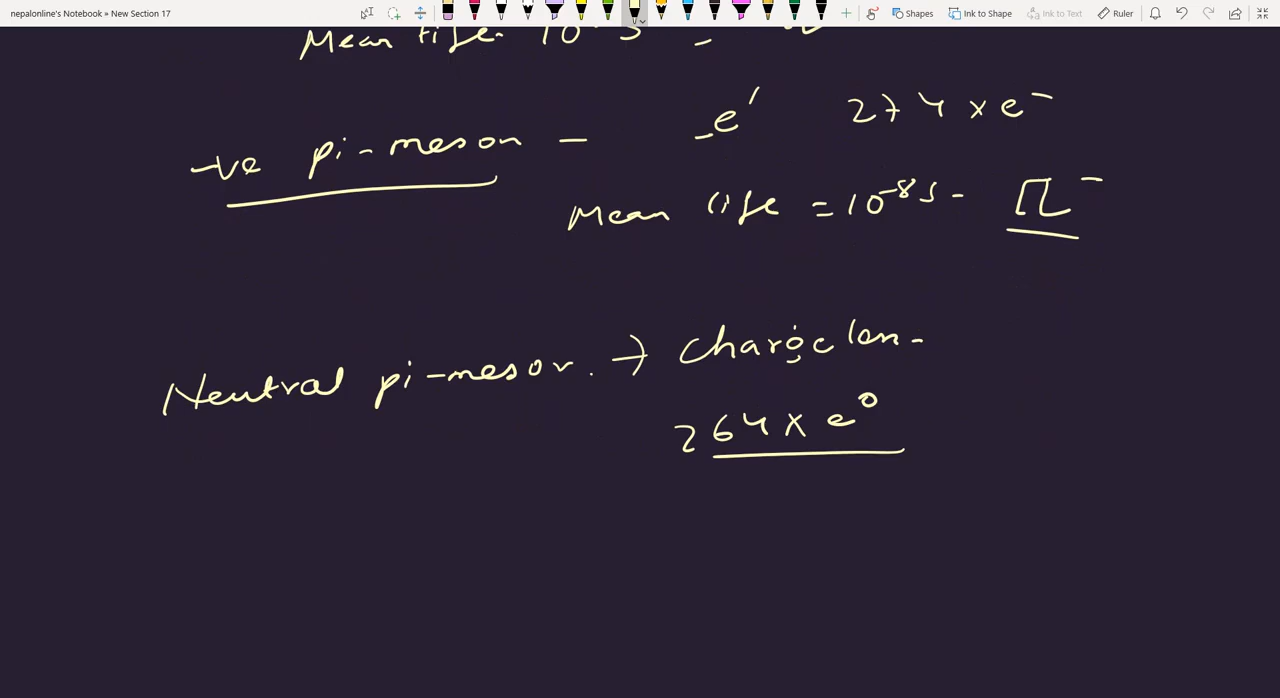 nepalonline's Notebook » New Section 17
Shapes Ink to Shape Ink to Text Ruler
Mean life
-e' 274 x e⁻
-ve pi-meson -
Mean life = 10⁻⁸ s - π⁻
Neutral pi-meson. → Chargeless -
264 x e⁰